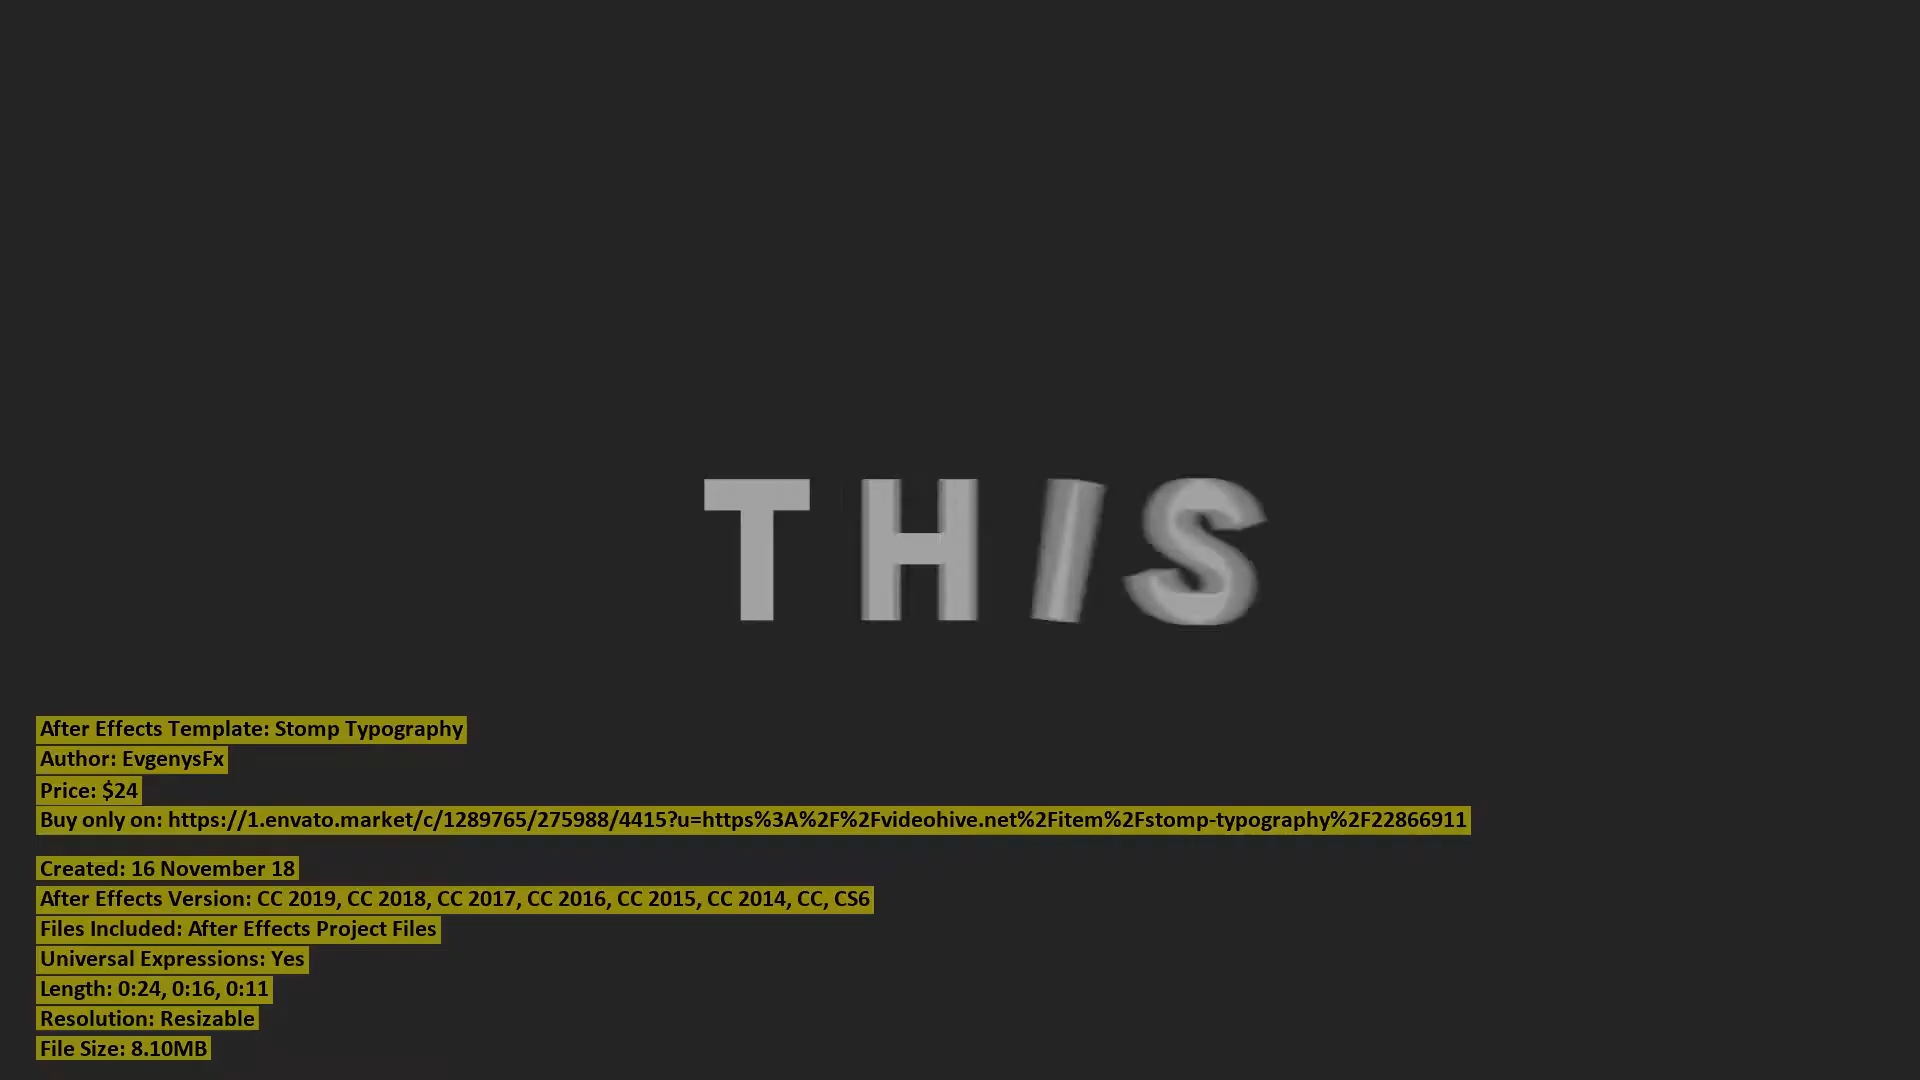 THIS
After Effects Template: Stomp Typography
Author: EvgenysFx
Price: $24
Buy only on: https://1.envato.market/c/1289765/275988/4415?u=https%3A%2F%2Fvideohive.net%2Fitem%2Fstomp-typography%2F22866911
Created: 16 November 18
After Effects Version: CC 2019, CC 2018, CC 2017, CC 2016, CC 2015, CC 2014, CC, CS6
Files Included: After Effects Project Files
Universal Expressions: Yes
Length: 0:24, 0:16, 0:11
Resolution: Resizable
File Size: 8.10MB